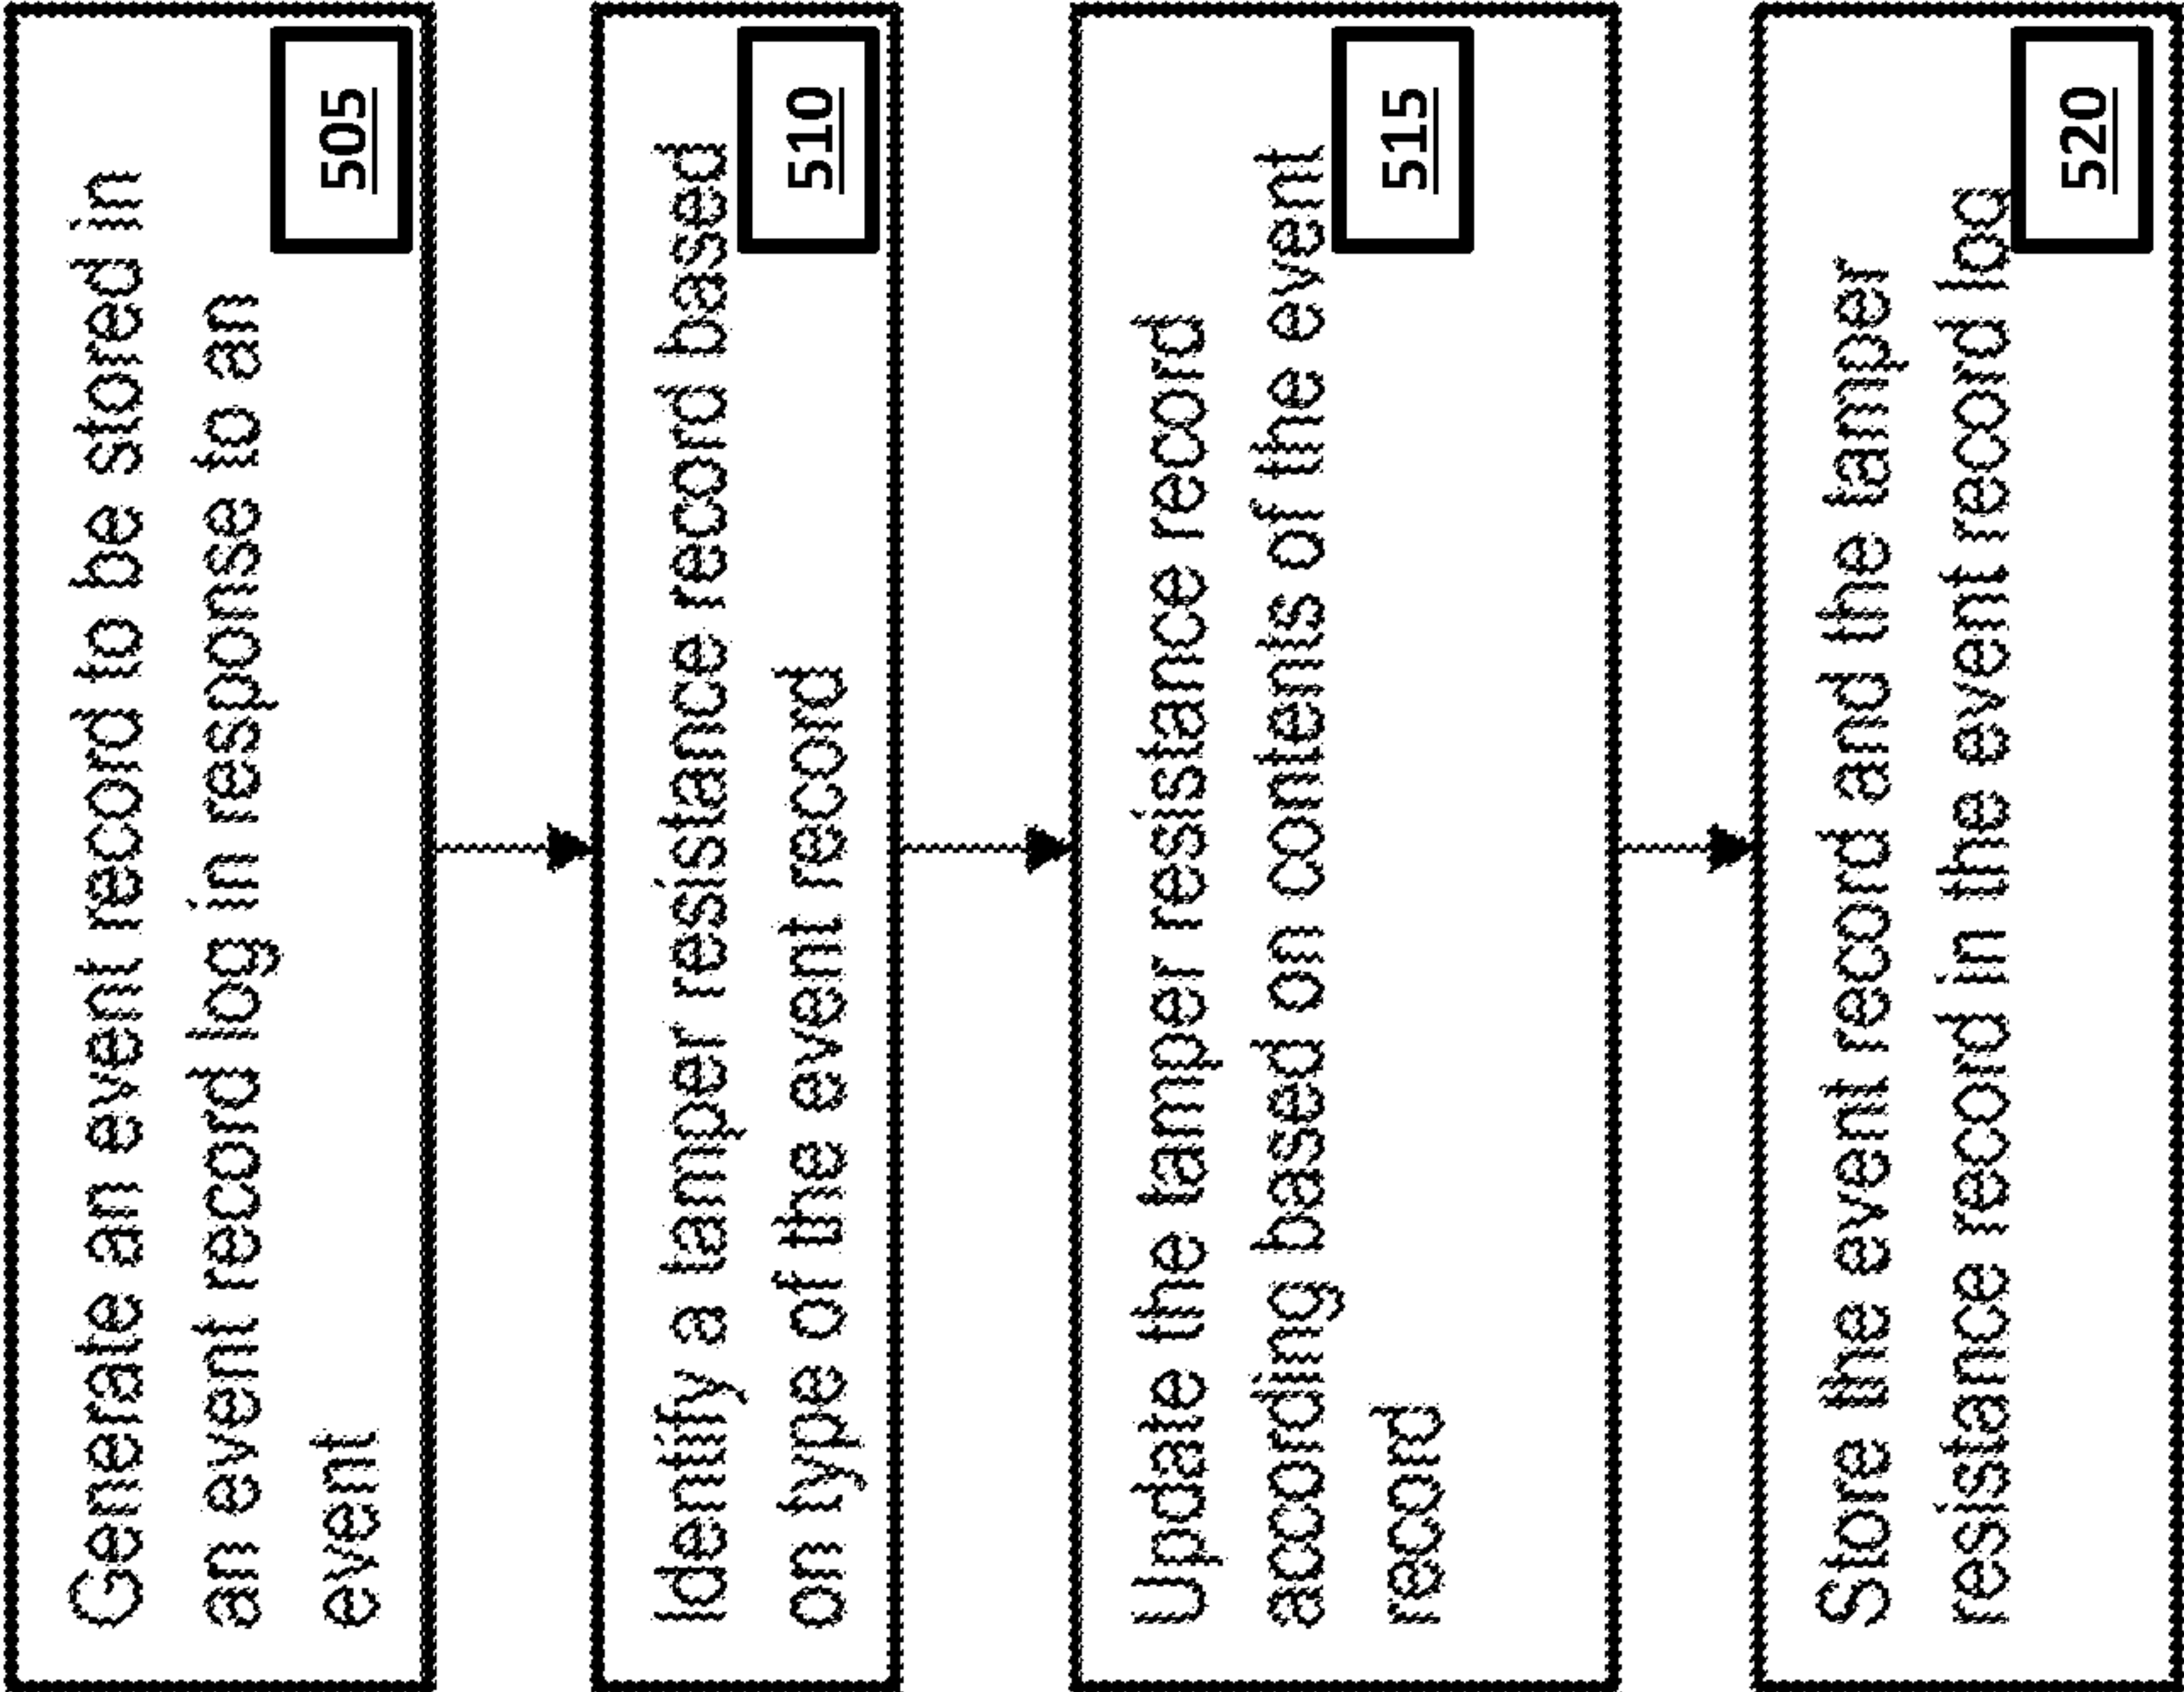 Generate an event record to be stored in
an event record log in response to an
event
505
Identify a tamper resistance record based
on type of the event record
510
Update the tamper resistance record
according based on contents of the event
record
515
Store the event record and the tamper
resistance record in the event record log
520